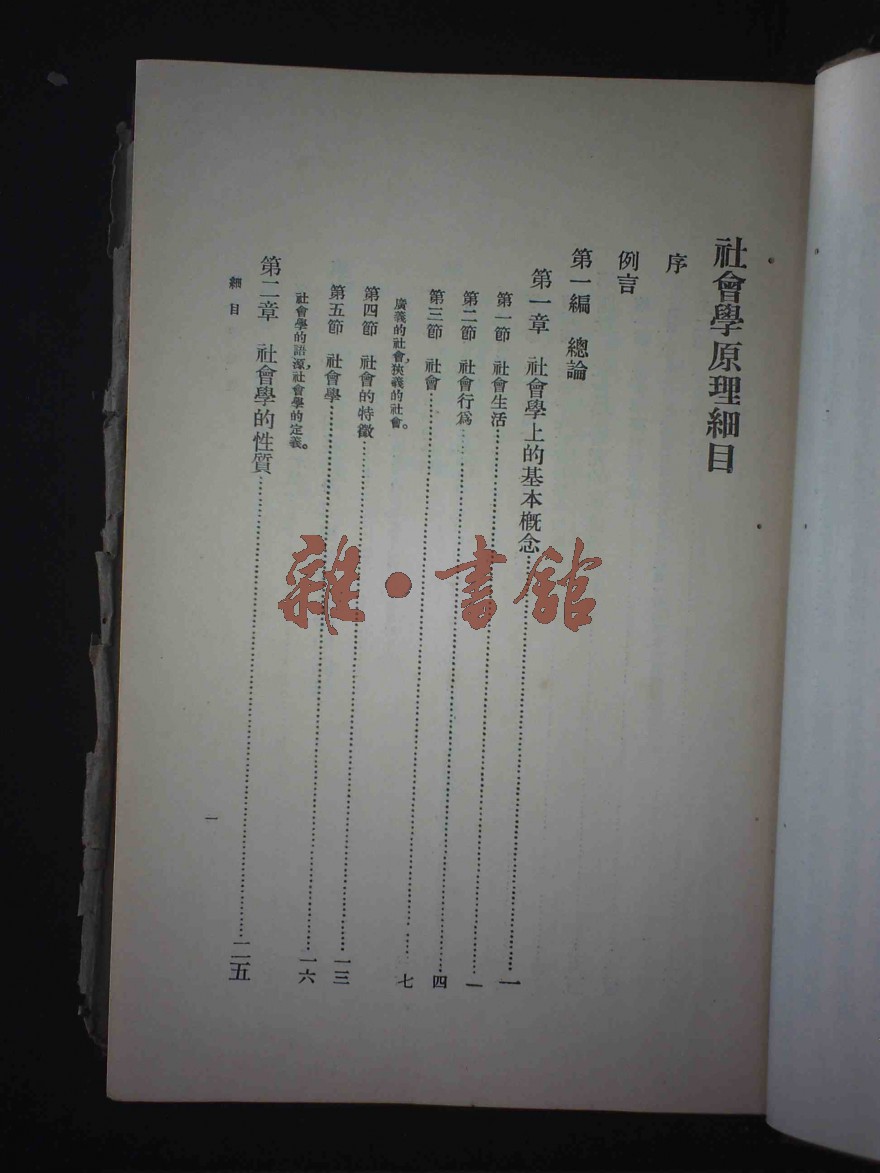 社會學原理細目
序
例言
第一編　總論
第一章　社會學上的基本概念……一
第一節　社會生活……一
第二節　社會行爲……四
第三節　社會……七
廣義的社會，狹義的社會。
第四節　社會的特徵……一三
第五節　社會學……一六
社會學的語源，社會學的定義。
第二章　社會學的性質……二五
細目
一
雜·書館